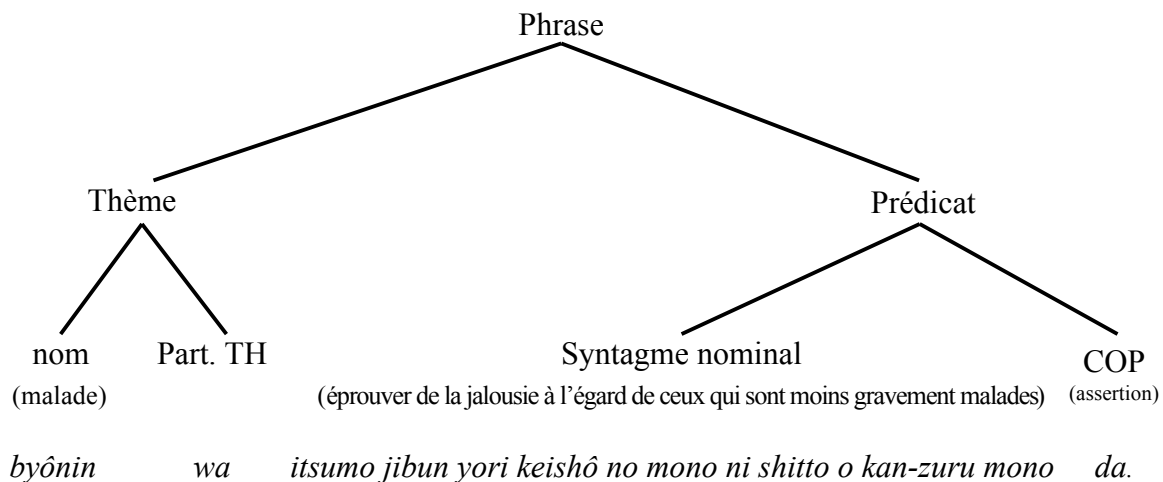 Phrase
Thème Prédicat
nom Part. TH Syntagme nominal COP
(malade) (éprouver de la jalousie à l’égard de ceux qui sont moins gravement malades) (assertion)
byônin wa itsumo jibun yori keishô no mono ni shitto o kan-zuru mono da.